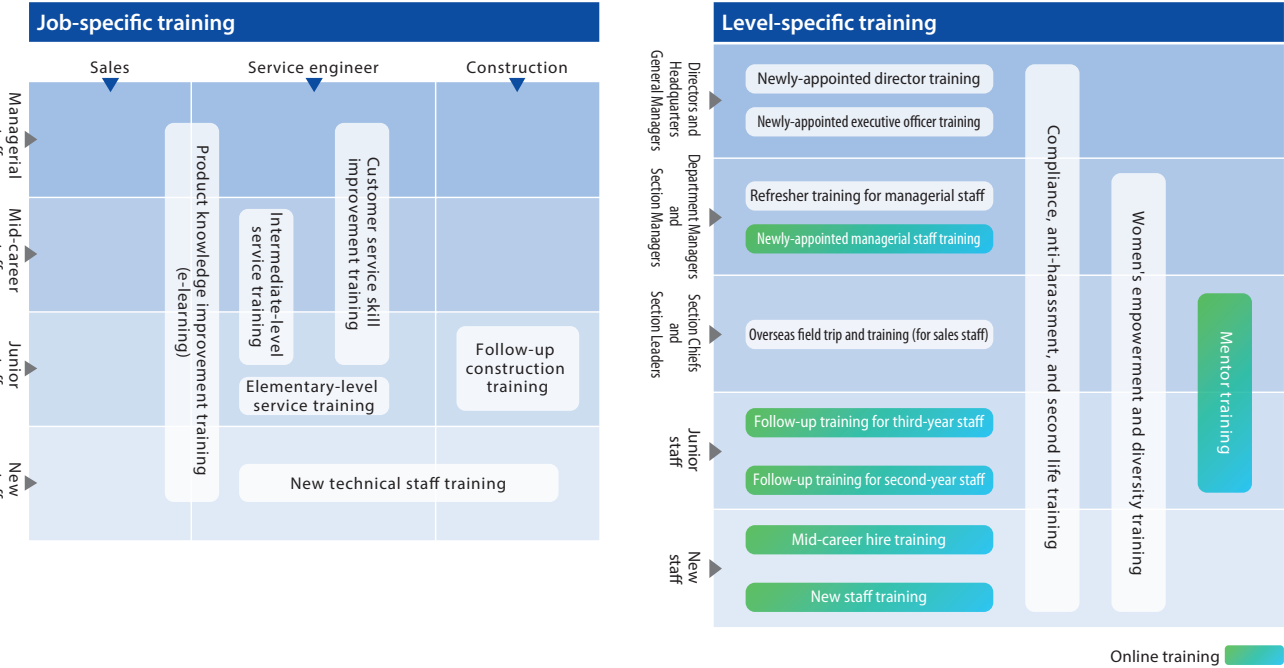 Job-specific training
Sales
Service engineer
Construction
Managerial
Mid-career
Junior
New
Product knowledge improvement training
(e-learning)
Intermediate-level
service training
Customer service skill
improvement training
Elementary-level
service training
Follow-up
construction
training
New technical staff training
Level-specific training
Directors and
Headquarters
General Managers
Newly-appointed director training
Newly-appointed executive officer training
Department Managers
and
Section Managers
Refresher training for managerial staff
Newly-appointed managerial staff training
Section Chiefs
and
Section Leaders
Overseas field trip and training (for sales staff)
Junior
staff
Follow-up training for third-year staff
Follow-up training for second-year staff
New
staff
Mid-career hire training
New staff training
Compliance, anti-harassment, and second life training
Women's empowerment and diversity training
Mentor training
Online training